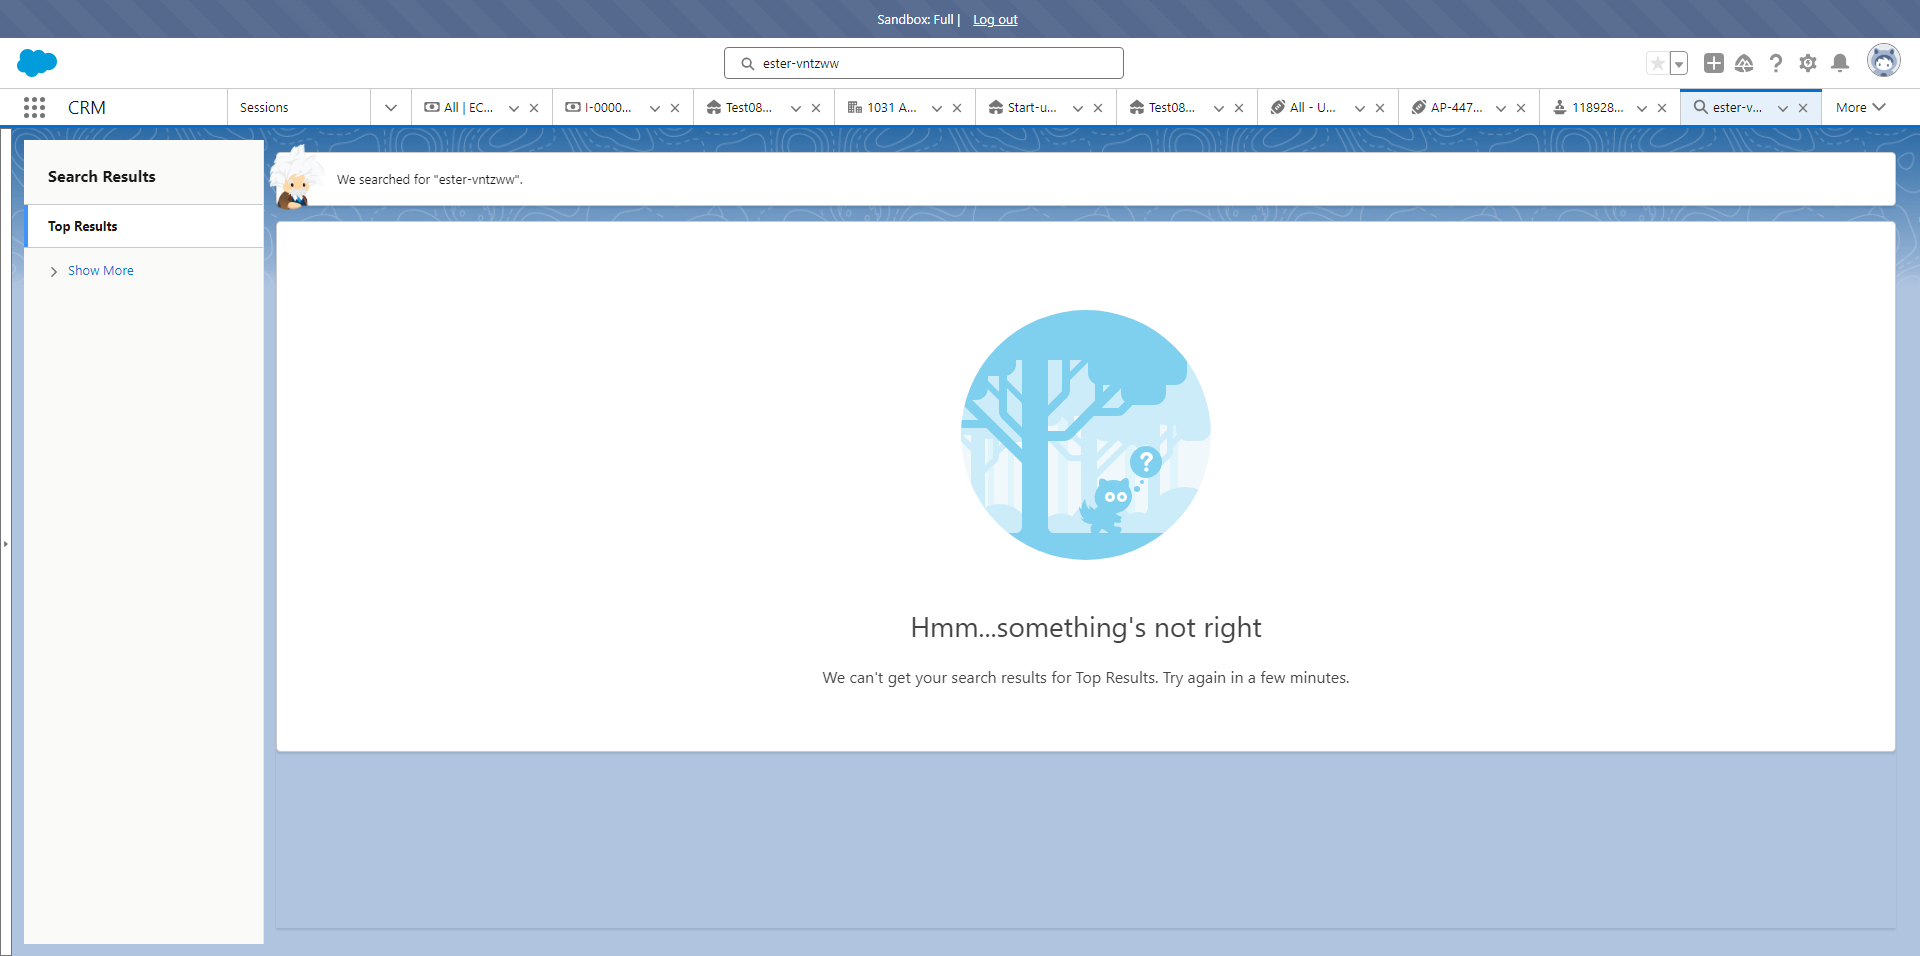 Sandbox: Full | Log out
ester-vntzww
CRM
Sessions
All | EC...
I-0000...
Test08...
1031 A...
Start-u...
Test08...
All - U...
AP-447...
118928...
ester-v...
More
Search Results
Top Results
Show More
We searched for "ester-vntzww".
?
Hmm...something's not right
We can't get your search results for Top Results. Try again in a few minutes.